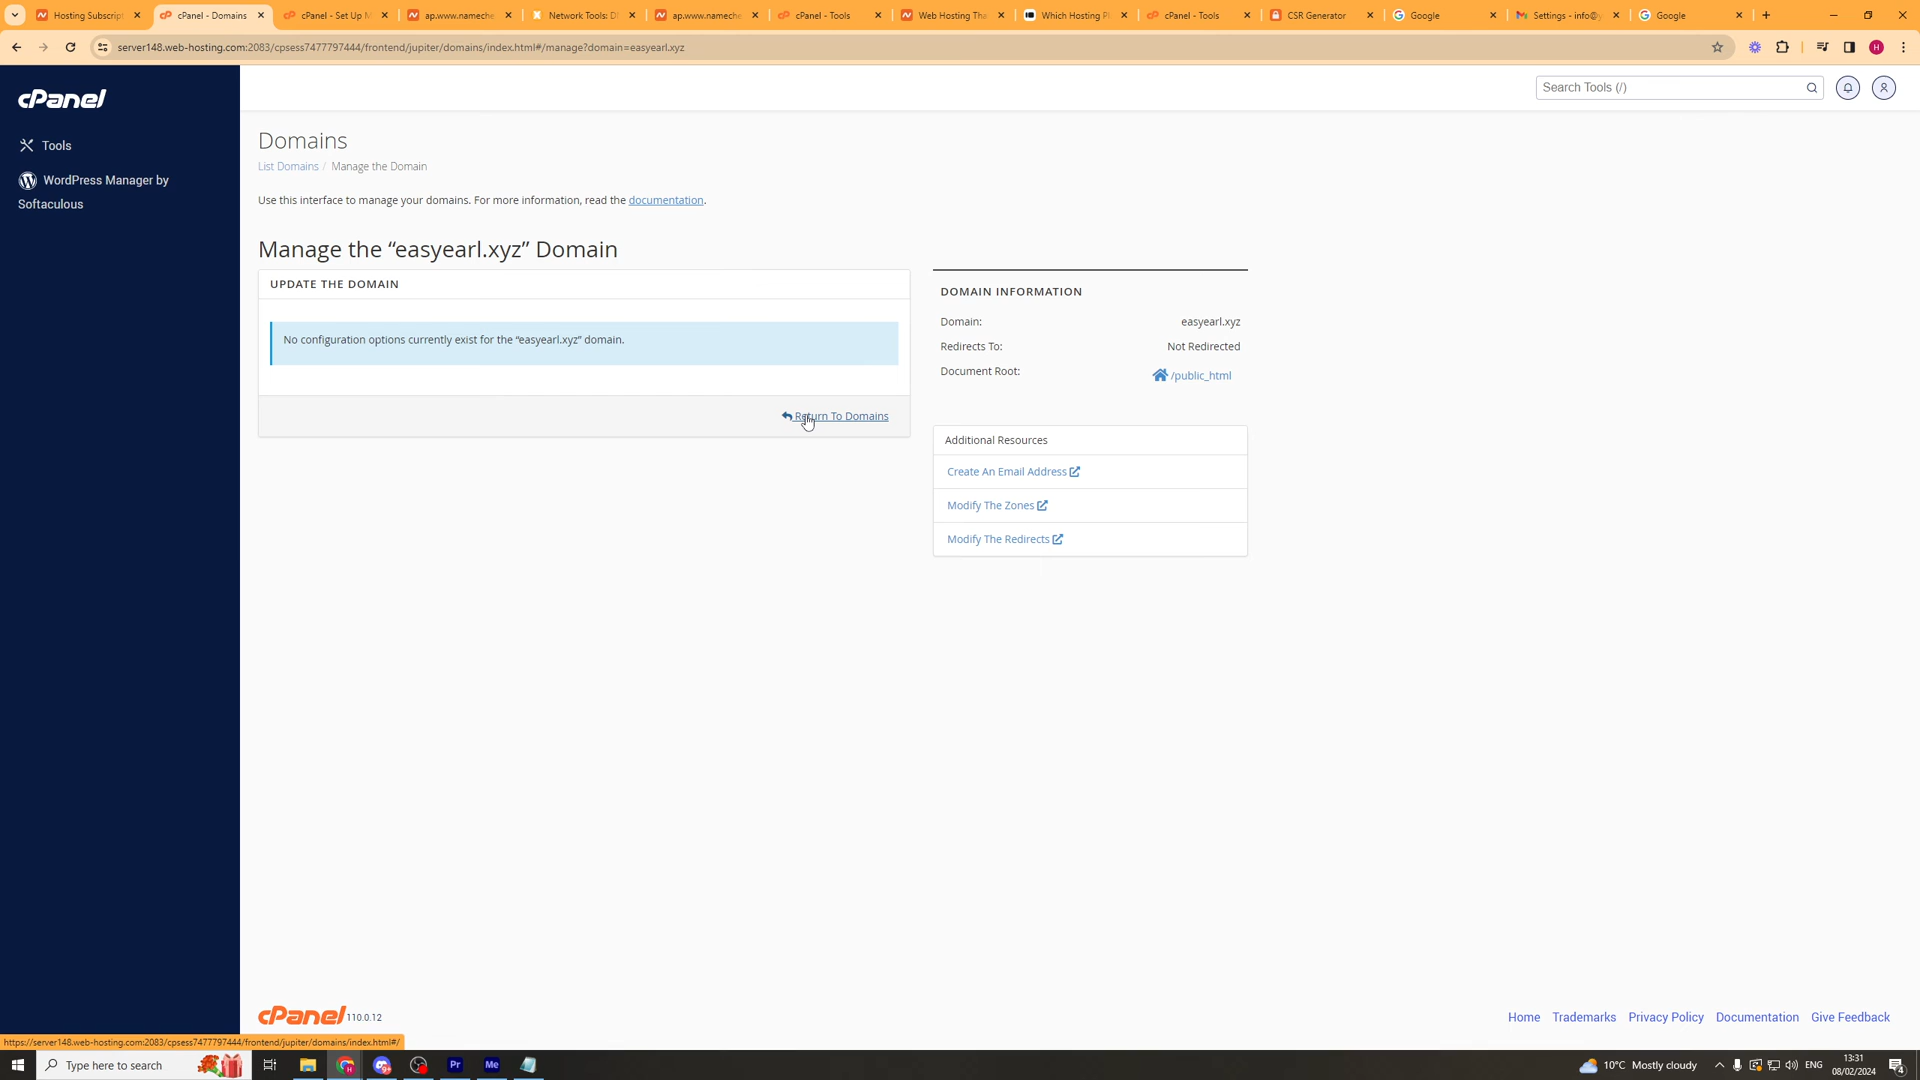 Hosting Subscript
cPanel - Domains
cPanel - Set Up M
ap.www.nameche
Network Tools: D
ap.www.nameche
cPanel - Tools
Web Hosting Tha
Which Hosting Pl
cPanel - Tools
CSR Generator
Google
Settings - info@y
Google
server148.web-hosting.com:2083/cpsess7477797444/frontend/jupiter/domains/index.html#/manage?domain=easyearl.xyz
H
cPanel
Search Tools (/)
Tools
WordPress Manager by
Softaculous
Domains
List Domains / Manage the Domain
Use this interface to manage your domains. For more information, read the documentation.
Manage the “easyearl.xyz” Domain
UPDATE THE DOMAIN
No configuration options currently exist for the “easyearl.xyz” domain.
Return To Domains
DOMAIN INFORMATION
Domain: easyearl.xyz
Redirects To: Not Redirected
Document Root: /public_html
Additional Resources
Create An Email Address
Modify The Zones
Modify The Redirects
cPanel 110.0.12
Home Trademarks Privacy Policy Documentation Give Feedback
https://server148.web-hosting.com:2083/cpsess7477797444/frontend/jupiter/domains/index.html#/
Type here to search
Pr
Me
10°C Mostly cloudy
ENG
13:31
08/02/2024
4